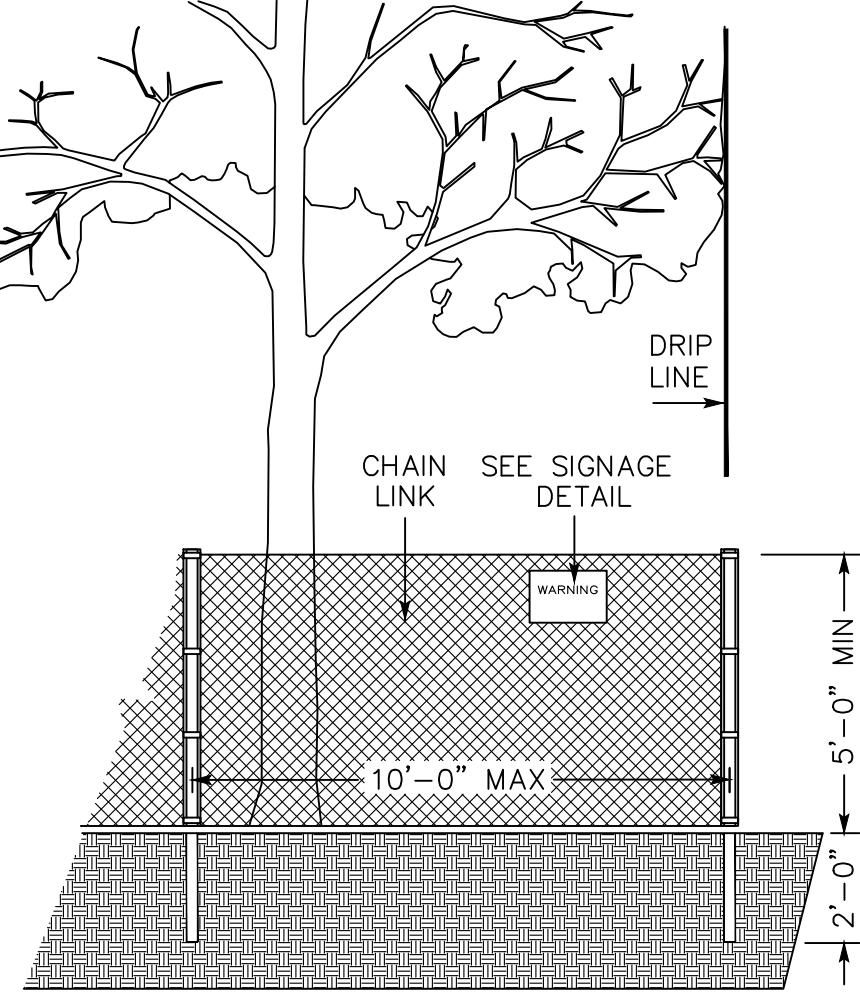 DRIP
LINE
CHAIN
LINK
SEE SIGNAGE
DETAIL
WARNING
5'-0" MIN
10'-0" MAX
2'-0"